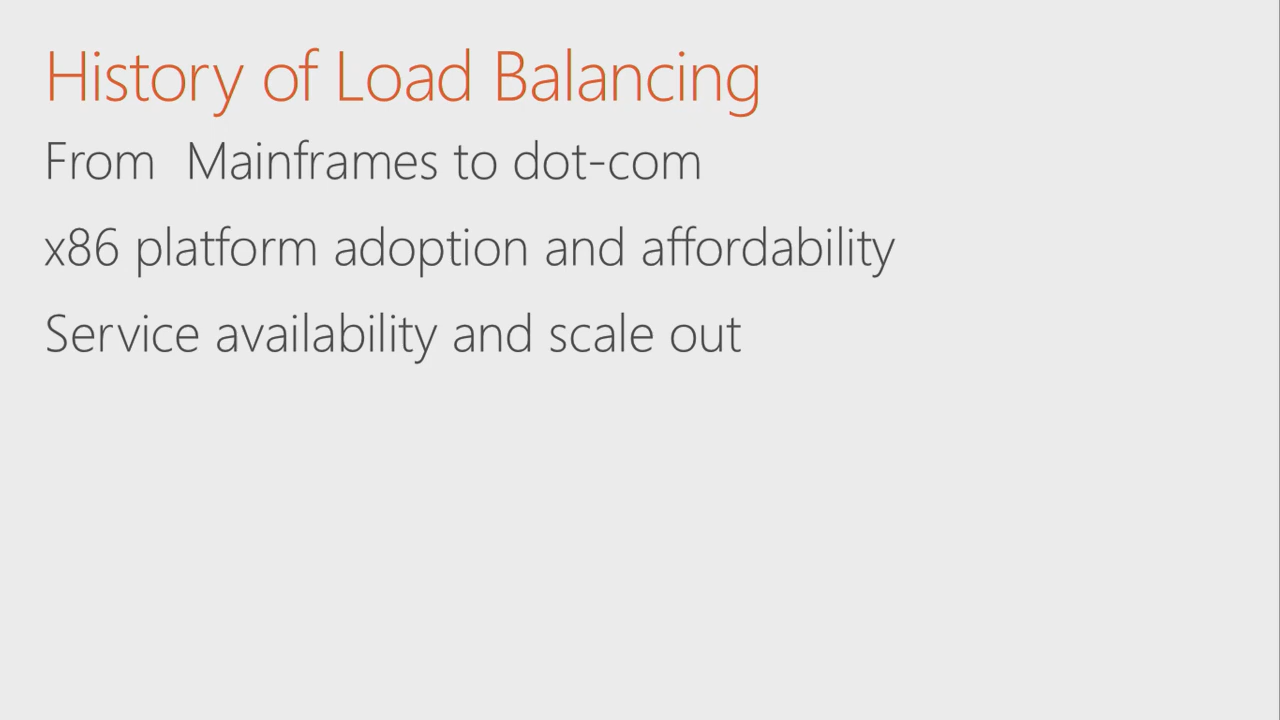 History of Load Balancing
From  Mainframes to dot-com
x86 platform adoption and affordability
Service availability and scale out